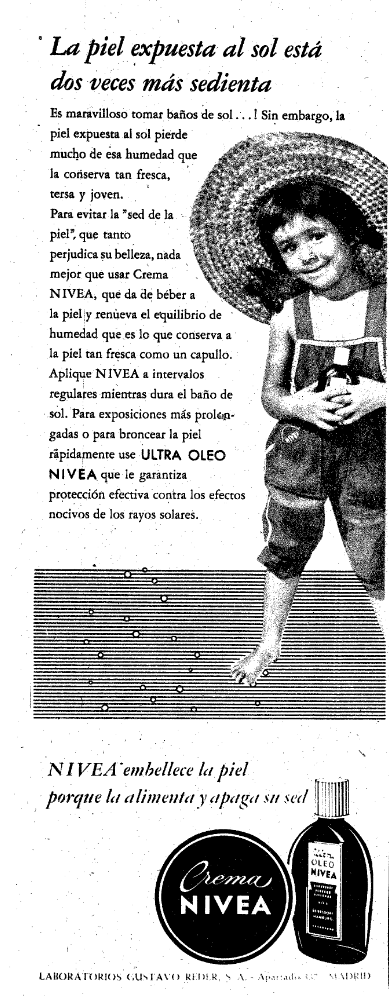 La piel expuesta al sol está
dos veces más sedienta
Es maravilloso tomar baños de sol...! Sin embargo, la
piel expuesta al sol pierde
mucho de esa humedad que
la conserva tan fresca,
tersa y joven.
Para evitar la "sed de la
piel", que tanto
perjudica su belleza, nada
mejor que usar Crema
NIVEA, que da de beber a
la piel y renueva el equilibrio de
humedad que es lo que conserva a
la piel tan fresca como un capullo.
Aplique NIVEA a intervalos
regulares mientras dura el baño de
sol. Para exposiciones más prolon-
gadas o para broncear la piel
rápidamente use ULTRA OLEO
NIVEA que le garantiza
protección efectiva contra los efectos
nocivos de los rayos solares.
NIVEA embellece la piel
porque la alimenta y apaga su sed
Crema
NIVEA
OLEO
NIVEA
LABORATORIOS GUSTAVO REDER, S. A. - Apartado - MADRID